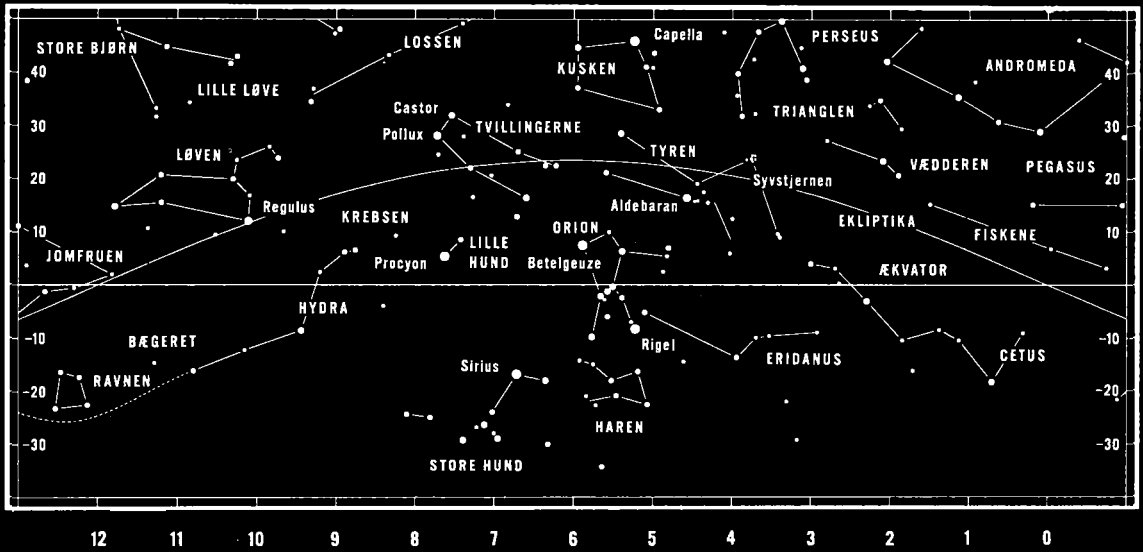 Capella
PERSEUS
LOSSEN
STORE BJØRN
KUSKEN
ANDROMEDA
40
40
LILLE LØVE
Castor
TRIANGLEN
30
Pollux
TVILLINGERNE
30
LØVEN
TYREN
VÆDDEREN
PEGASUS
20
Syvstjernen
20
Regulus
Aldebaran
KREBSEN
EKLIPTIKA
10
ORION
FISKENE
10
JOMFRUEN
LILLE
HUND
Procyon
Betelgeuze
ÆKVATOR
0
0
HYDRA
-10
BÆGERET
Rigel
ERIDANUS
CETUS
-10
Sirius
RAVNEN
-20
-20
HAREN
-30
STORE HUND
-30
12 11 10 9 8 7 6 5 4 3 2 1 0